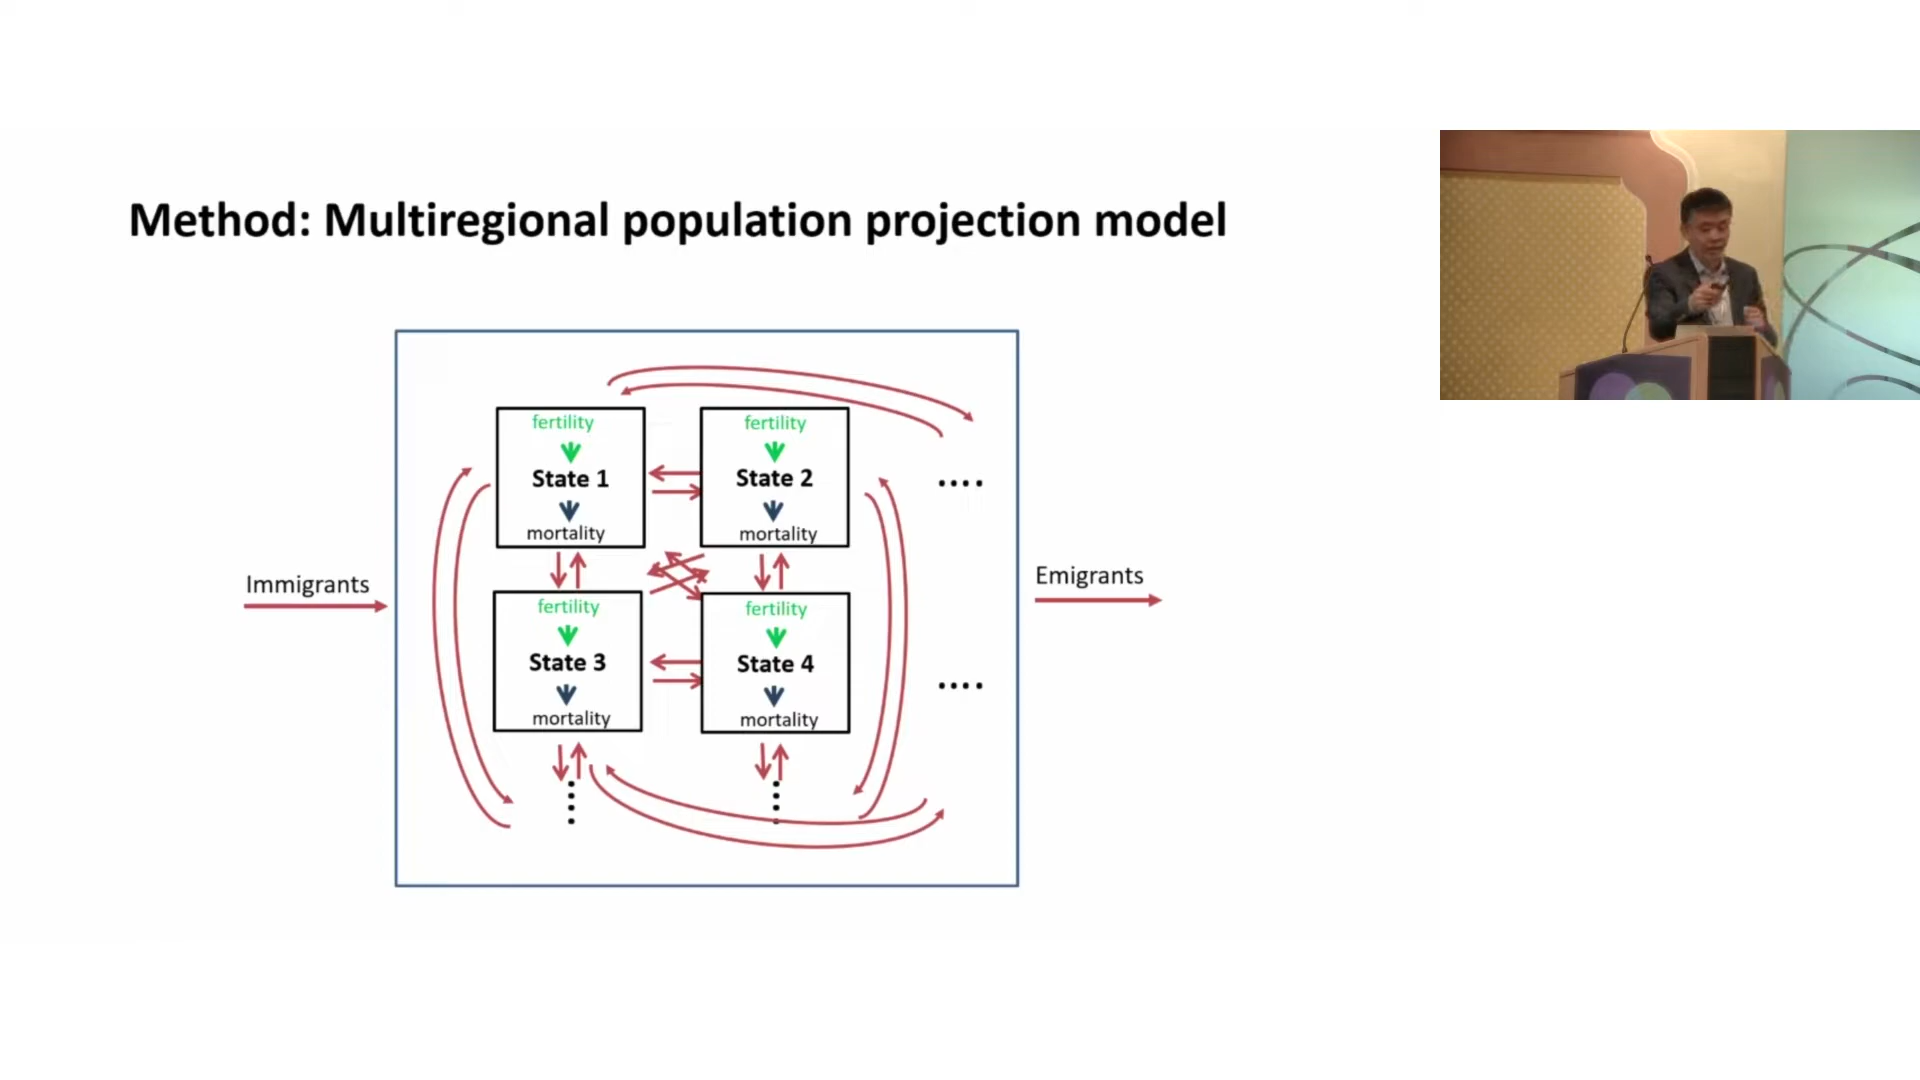 Method: Multiregional population projection model
fertility
State 1
mortality
fertility
State 2
mortality
....
Immigrants
Emigrants
fertility
State 3
mortality
fertility
State 4
mortality
....